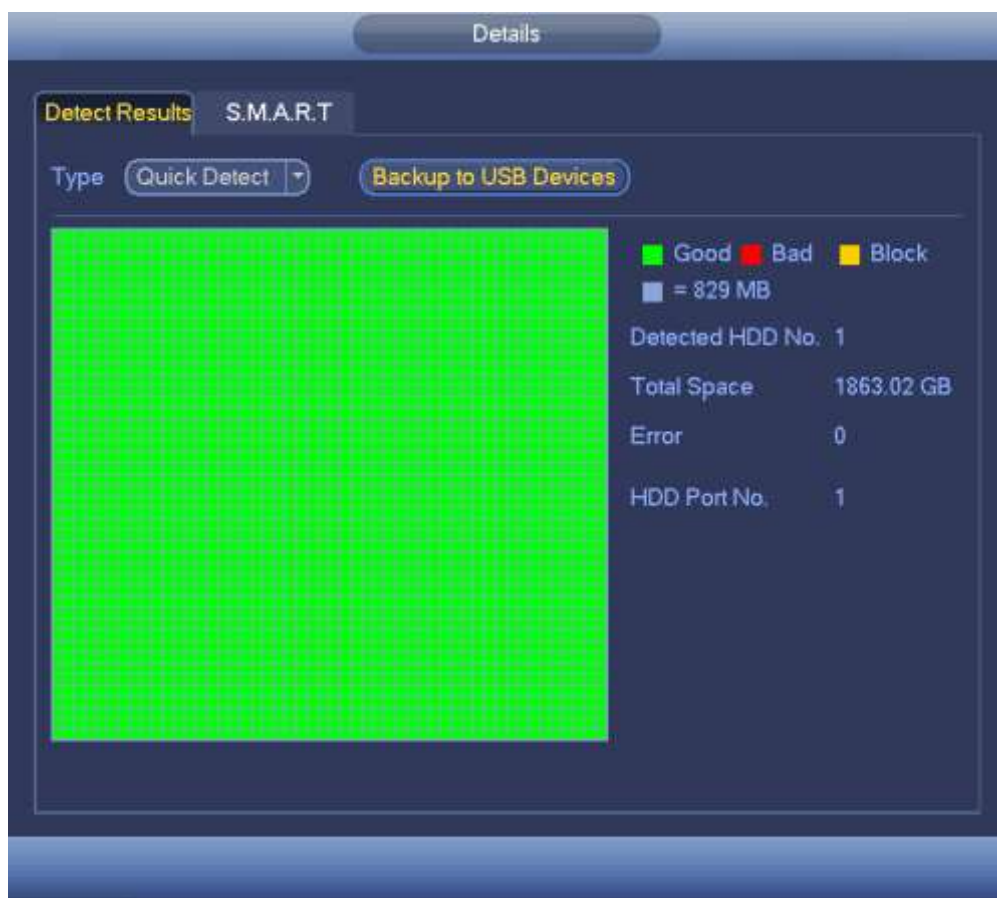 Details
Detect Results S.M.A.R.T
Type Quick Detect Backup to USB Devices
Good Bad Block
= 829 MB
Detected HDD No. 1
Total Space 1863.02 GB
Error 0
HDD Port No. 1